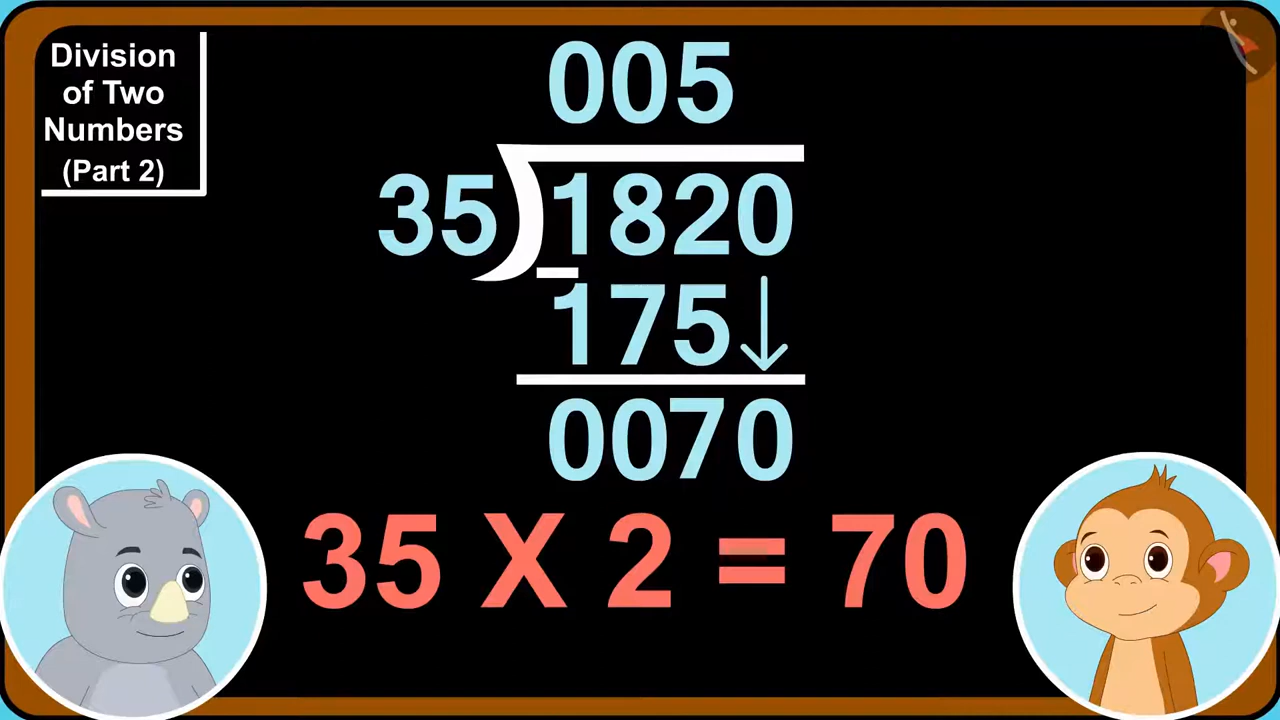 Division
of Two
Numbers
(Part 2)
005
35 1820
175↓
0070
35 X 2 = 70